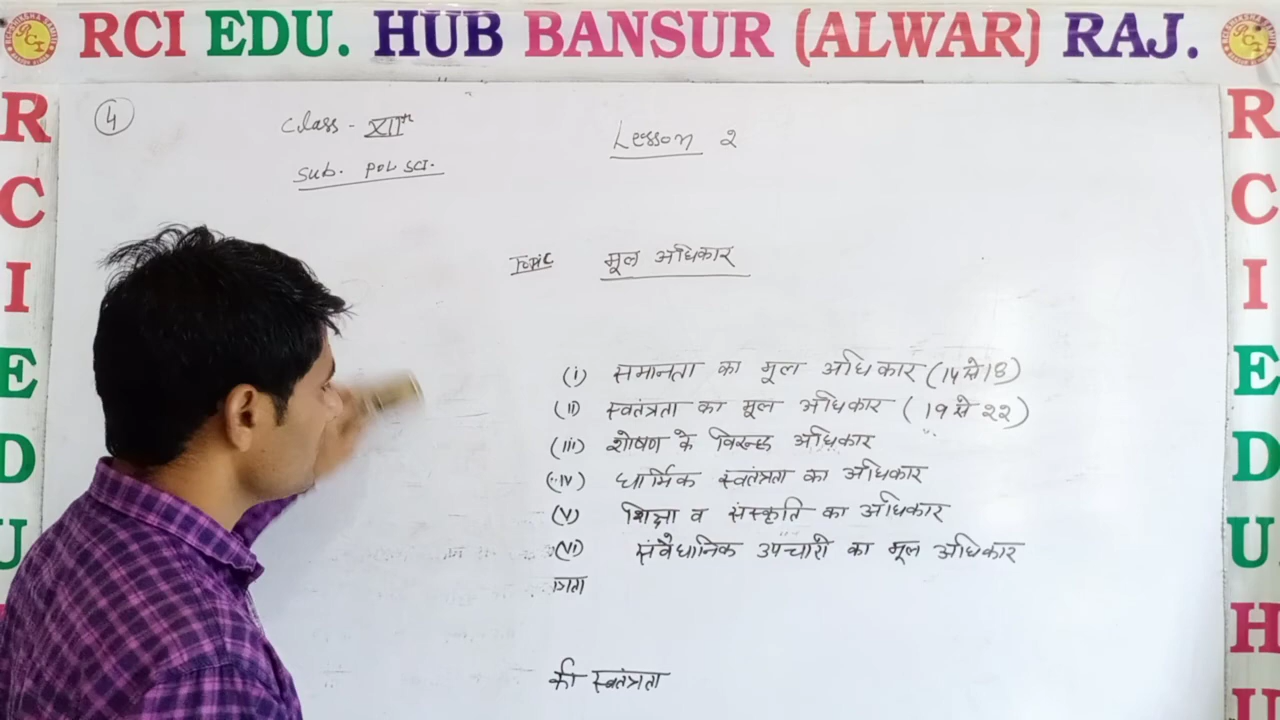 RCI EDU. HUB BANSUR (ALWAR) RAJ.
R
C
I
E
D
U
R
C
I
E
D
U
H
U
4
Class - XIIth
Sub. POL SCI.
Lesson 2
Topic मूल अधिकार
(i) समानता का मूल अधिकार (14 से 18)
(ii) स्वतंत्रता का मूल अधिकार (19 से 22)
(iii) शोषण के विरुद्ध अधिकार
(iv) धार्मिक स्वतंत्रता का अधिकार
(v) शिक्षा व संस्कृति का अधिकार
(vi) संवैधानिक उपचारो का मूल अधिकार
की स्वतंत्रता